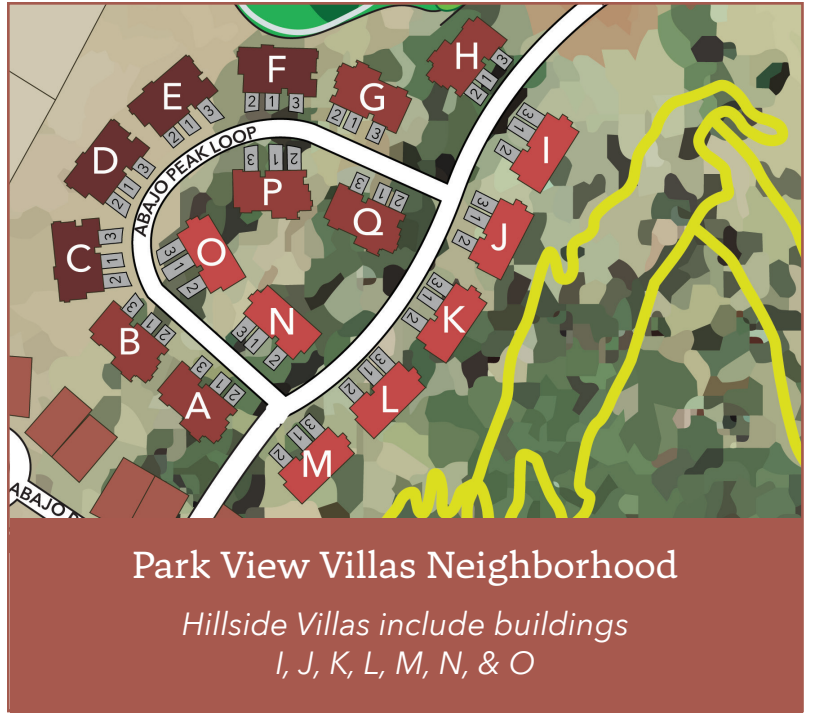 H
F
E
G
2 1 3
2 1 3
2 1 3
2 1 3
2 1 3
I
3 1 2
D
2 1 3
ABAJO PEAK LOOP
3 1 2
P
3 1 2
Q
J
3 1 2
C
3 1 2
O
3 1 2
K
3 1 2
B
3 1 2
N
3 1 2
A
3 1 2
L
3 1 2
M
3 1 2
ABAJO
Park View Villas Neighborhood
Hillside Villas include buildings
I, J, K, L, M, N, & O